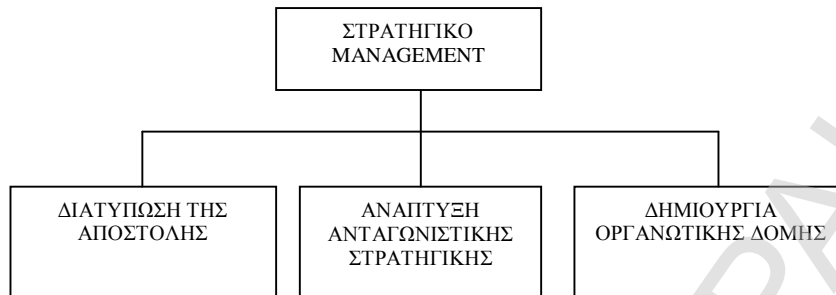 ΣΤΡΑΤΗΓΙΚΟ
MANAGEMENT
ΔΙΑΤΥΠΩΣΗ ΤΗΣ
ΑΠΟΣΤΟΛΗΣ
ΑΝΑΠΤΥΞΗ
ΑΝΤΑΓΩΝΙΣΤΙΚΗΣ
ΣΤΡΑΤΗΓΙΚΗΣ
ΔΗΜΙΟΥΡΓΙΑ
ΟΡΓΑΝΩΤΙΚΗΣ ΔΟΜΗΣ